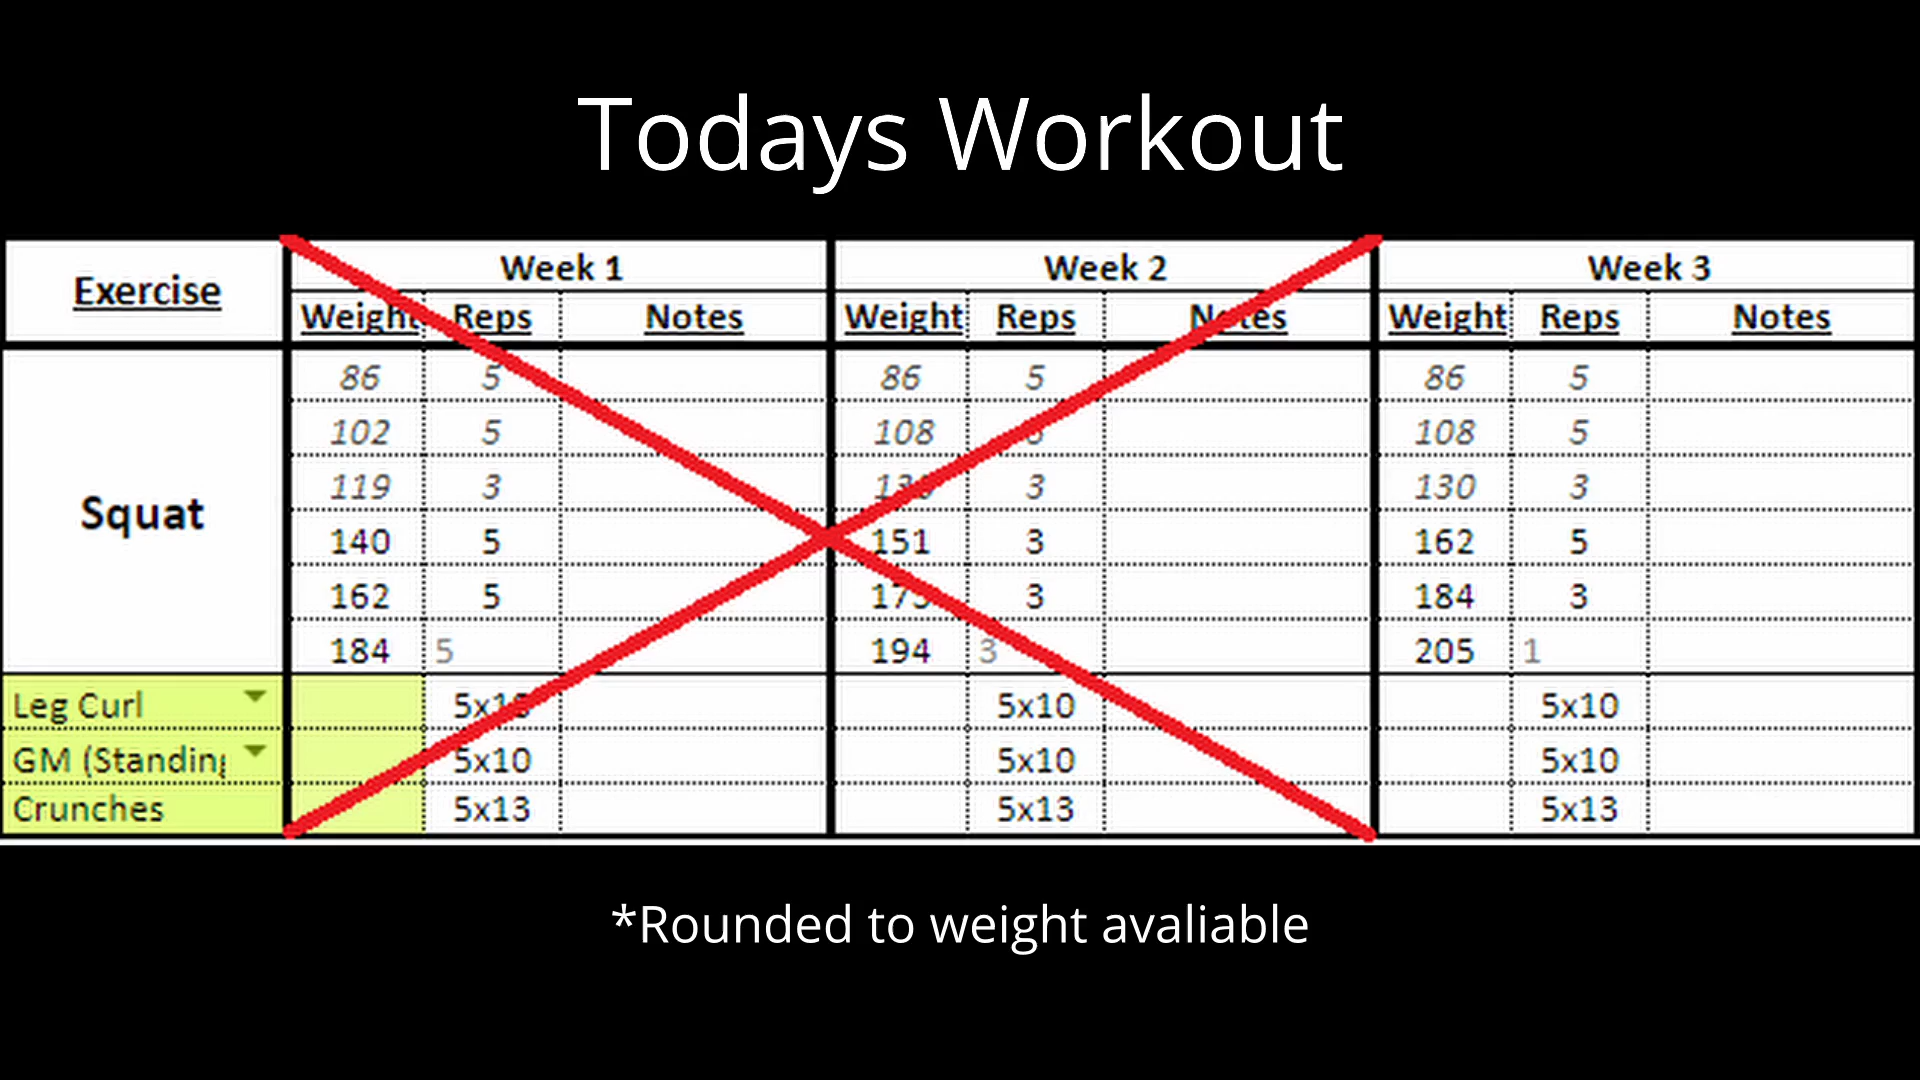 Todays Workout
Exercise Week 1 Week 2 Week 3
Weight Reps Notes Weight Reps Notes Weight Reps Notes
Squat
86 5 86 5 86 5
102 5 108 108 5
119 3 3 130 3
140 5 151 3 162 5
162 5 3 184 3
184 5 194 3 205 1
Leg Curl 5x10 5x10
GM (Standing 5x10 5x10 5x10
Crunches 5x13 5x13 5x13
*Rounded to weight avaliable